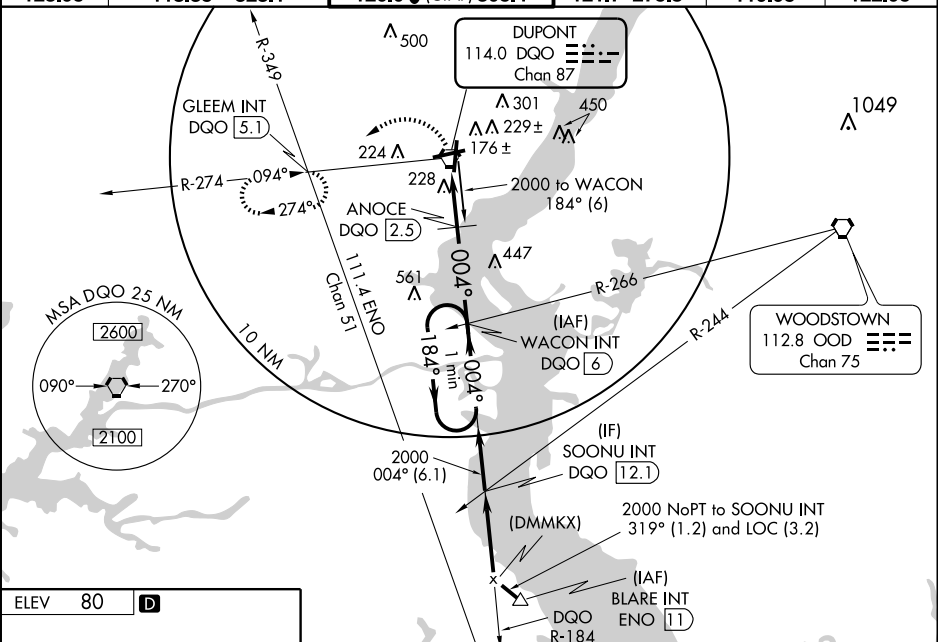 R-349
500
DUPONT
114.0 DQO
Chan 87
GLEEM INT
DQO 5.1
301
450
229±
176±
1049
224
R-274
094°
274°
228
2000 to WACON
184° (6)
ANOCE
DQO 2.5
004°
447
561
111.4 ENO
Chan 51
R-266
R-244
MSA DQO 25 NM
2600
090°
270°
2100
10 NM
184°
1 min
004°
(IAF)
WACON INT
DQO 6
WOODSTOWN
112.8 OOD
Chan 75
2000
004° (6.1)
(IF)
SOONU INT
DQO 12.1
2000 NoPT to SOONU INT
319° (1.2) and LOC (3.2)
(DMMKX)
x
(IAF)
BLARE INT
ENO 11
DQO
R-184
ELEV 80 D